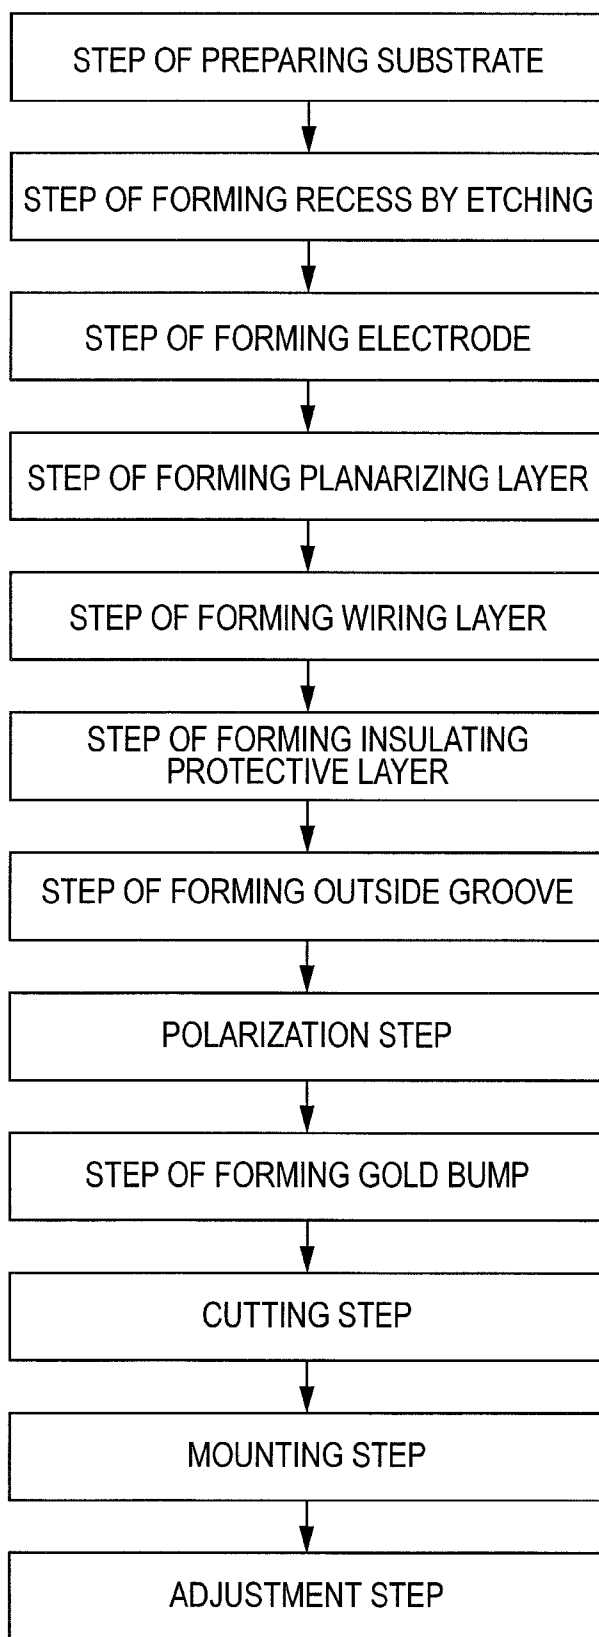 STEP OF PREPARING SUBSTRATE
STEP OF FORMING RECESS BY ETCHING
STEP OF FORMING ELECTRODE
STEP OF FORMING PLANARIZING LAYER
STEP OF FORMING WIRING LAYER
STEP OF FORMING INSULATING
PROTECTIVE LAYER
STEP OF FORMING OUTSIDE GROOVE
POLARIZATION STEP
STEP OF FORMING GOLD BUMP
CUTTING STEP
MOUNTING STEP
ADJUSTMENT STEP